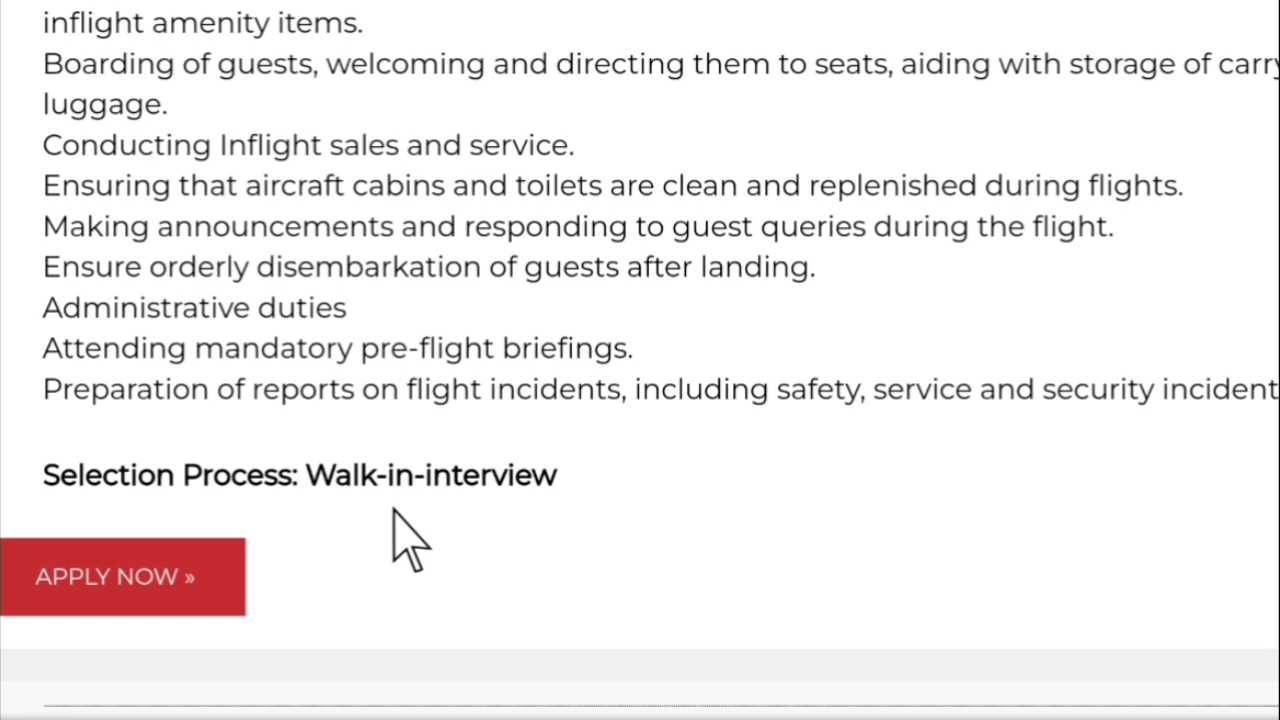 inflight amenity items.
Boarding of guests, welcoming and directing them to seats, aiding with storage of carry
luggage.
Conducting Inflight sales and service.
Ensuring that aircraft cabins and toilets are clean and replenished during flights.
Making announcements and responding to guest queries during the flight.
Ensure orderly disembarkation of guests after landing.
Administrative duties
Attending mandatory pre-flight briefings.
Preparation of reports on flight incidents, including safety, service and security incident
Selection Process: Walk-in-interview
APPLY NOW »